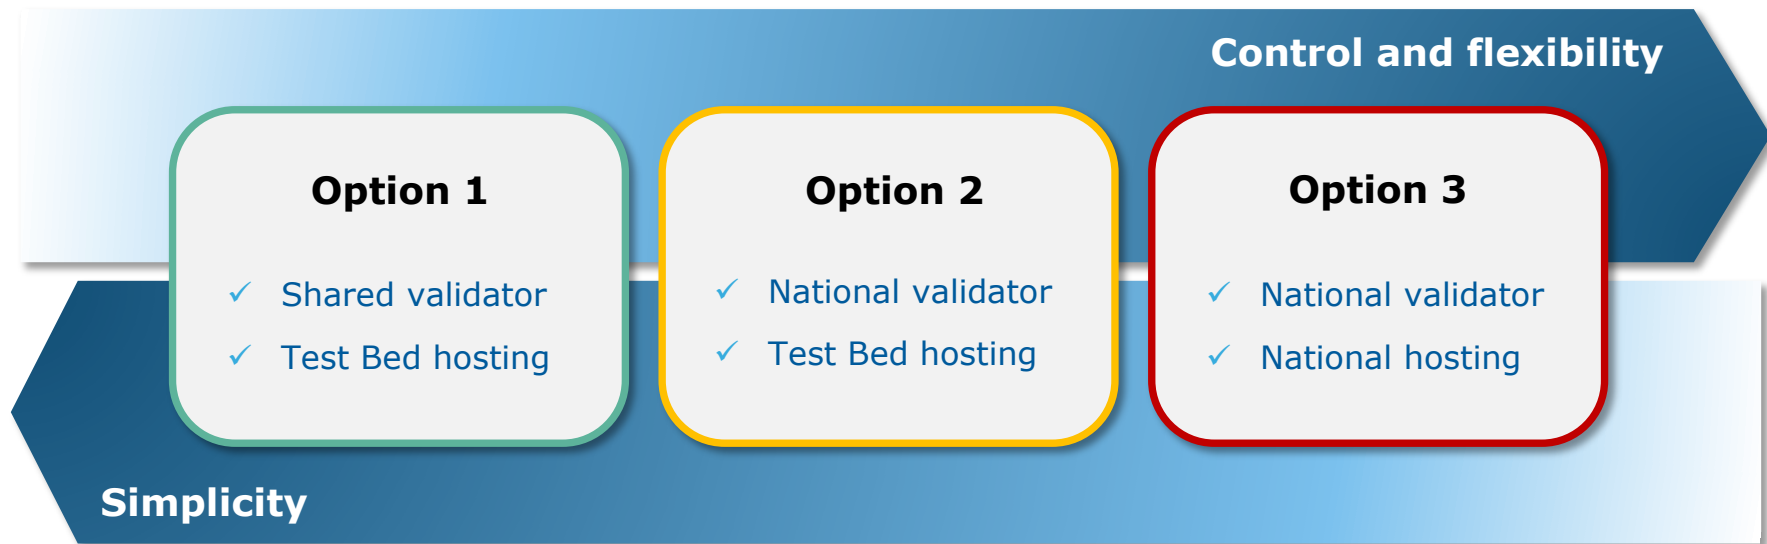 Control and flexibility
Option 1
✓ Shared validator
✓ Test Bed hosting
Option 2
✓ National validator
✓ Test Bed hosting
Option 3
✓ National validator
✓ National hosting
Simplicity